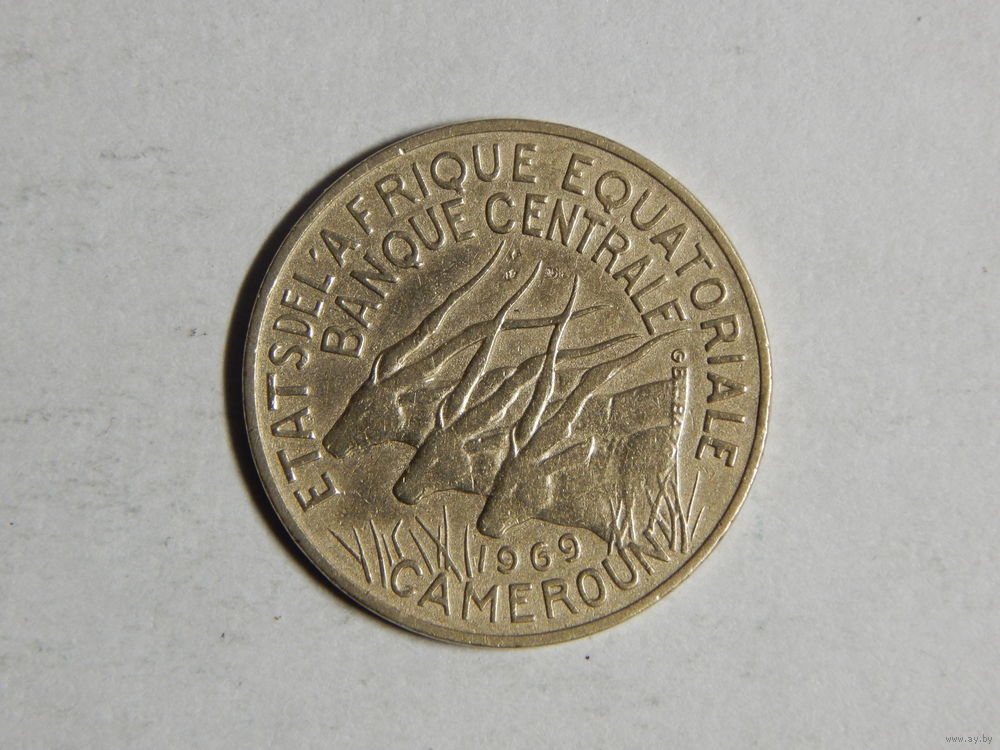 ETATS DE L'AFRIQUE EQUATORIALE
BANQUE CENTRALE
1969
CAMEROUN
www.ay.by